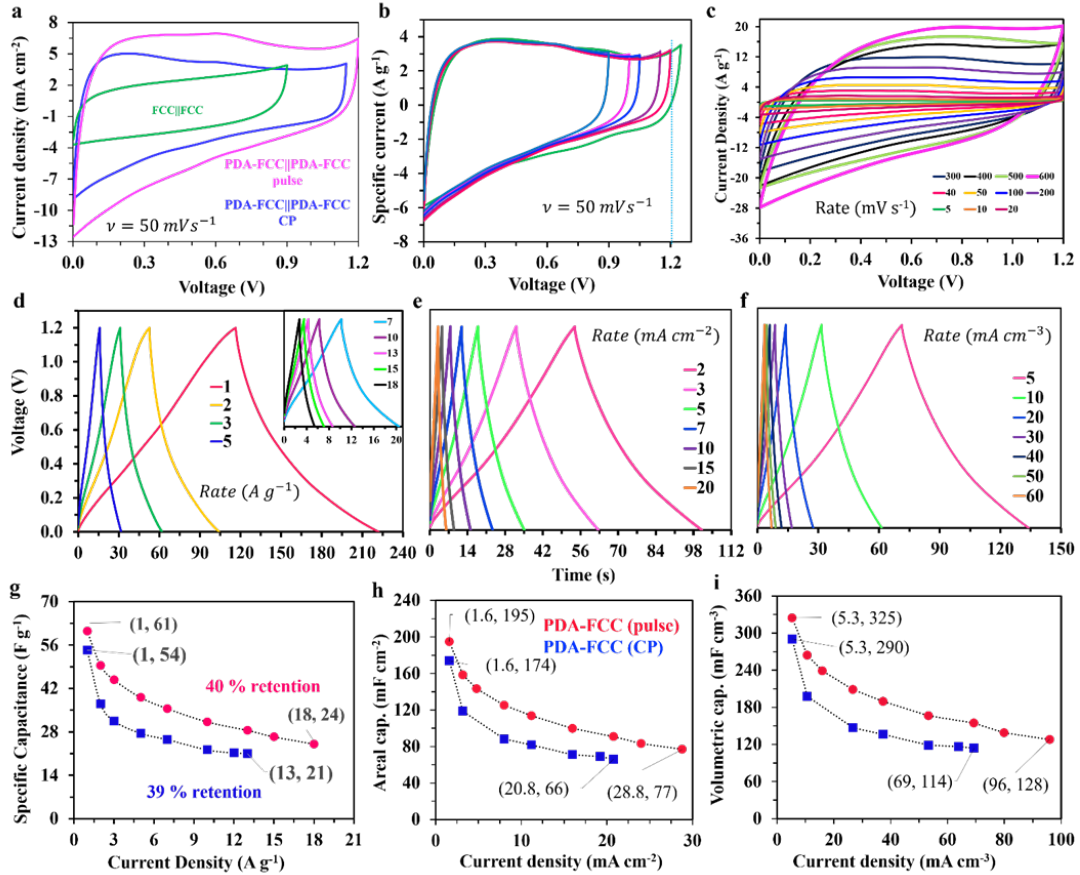 a
Current density (mA cm-2)
8
5
2
-1
-4
-7
-10
-13
0.0 0.3 0.6 0.9 1.2
Voltage (V)
FCC||FCC
PDA-FCC||PDA-FCC
pulse
PDA-FCC||PDA-FCC
CP
ν = 50 mVs−1
b
Specific current (A g-1)
4
2
0
-2
-4
-6
-8
0.0 0.3 0.6 0.9 1.2
Voltage (V)
ν = 50 mVs−1
c
Current Density (A g-1)
20
12
4
-4
-12
-20
-28
-36
300 400 500 600
40 50 100 200
5 10 20
Rate (mV s-1)
0.0 0.2 0.4 0.6 0.8 1.0 1.2
Voltage (V)
d
Voltage (V)
1.2
1.0
0.8
0.6
0.4
0.2
0.0
1
2
3
5
Rate (A g−1)
7
10
13
15
18
0 4 8 12 16 20
0 30 60 90 120 150 180 210 240
e
Rate (mA cm−2)
2
3
5
7
10
15
20
0 14 28 42 56 70 84 98 112
Time (s)
f
Rate (mA cm−3)
5
10
20
30
40
50
60
0 30 60 90 120 150
g
Specific Capacitance (F g-1)
70
56
42
28
14
0
(1, 61)
(1, 54)
40 % retention
(18, 24)
(13, 21)
39 % retention
0 3 6 9 12 15 18 21
Current Density (A g-1)
h
Areal cap. (mF cm-2)
240
200
160
120
80
40
0
(1.6, 195)
PDA-FCC (pulse)
PDA-FCC (CP)
(1.6, 174)
(20.8, 66)
(28.8, 77)
0 10 20 30
Current density (mA cm-2)
i
Volumetric cap. (mF cm-3)
360
300
240
180
120
60
0
(5.3, 325)
(5.3, 290)
(69, 114)
(96, 128)
0 20 40 60 80 100
Current density (mA cm-3)